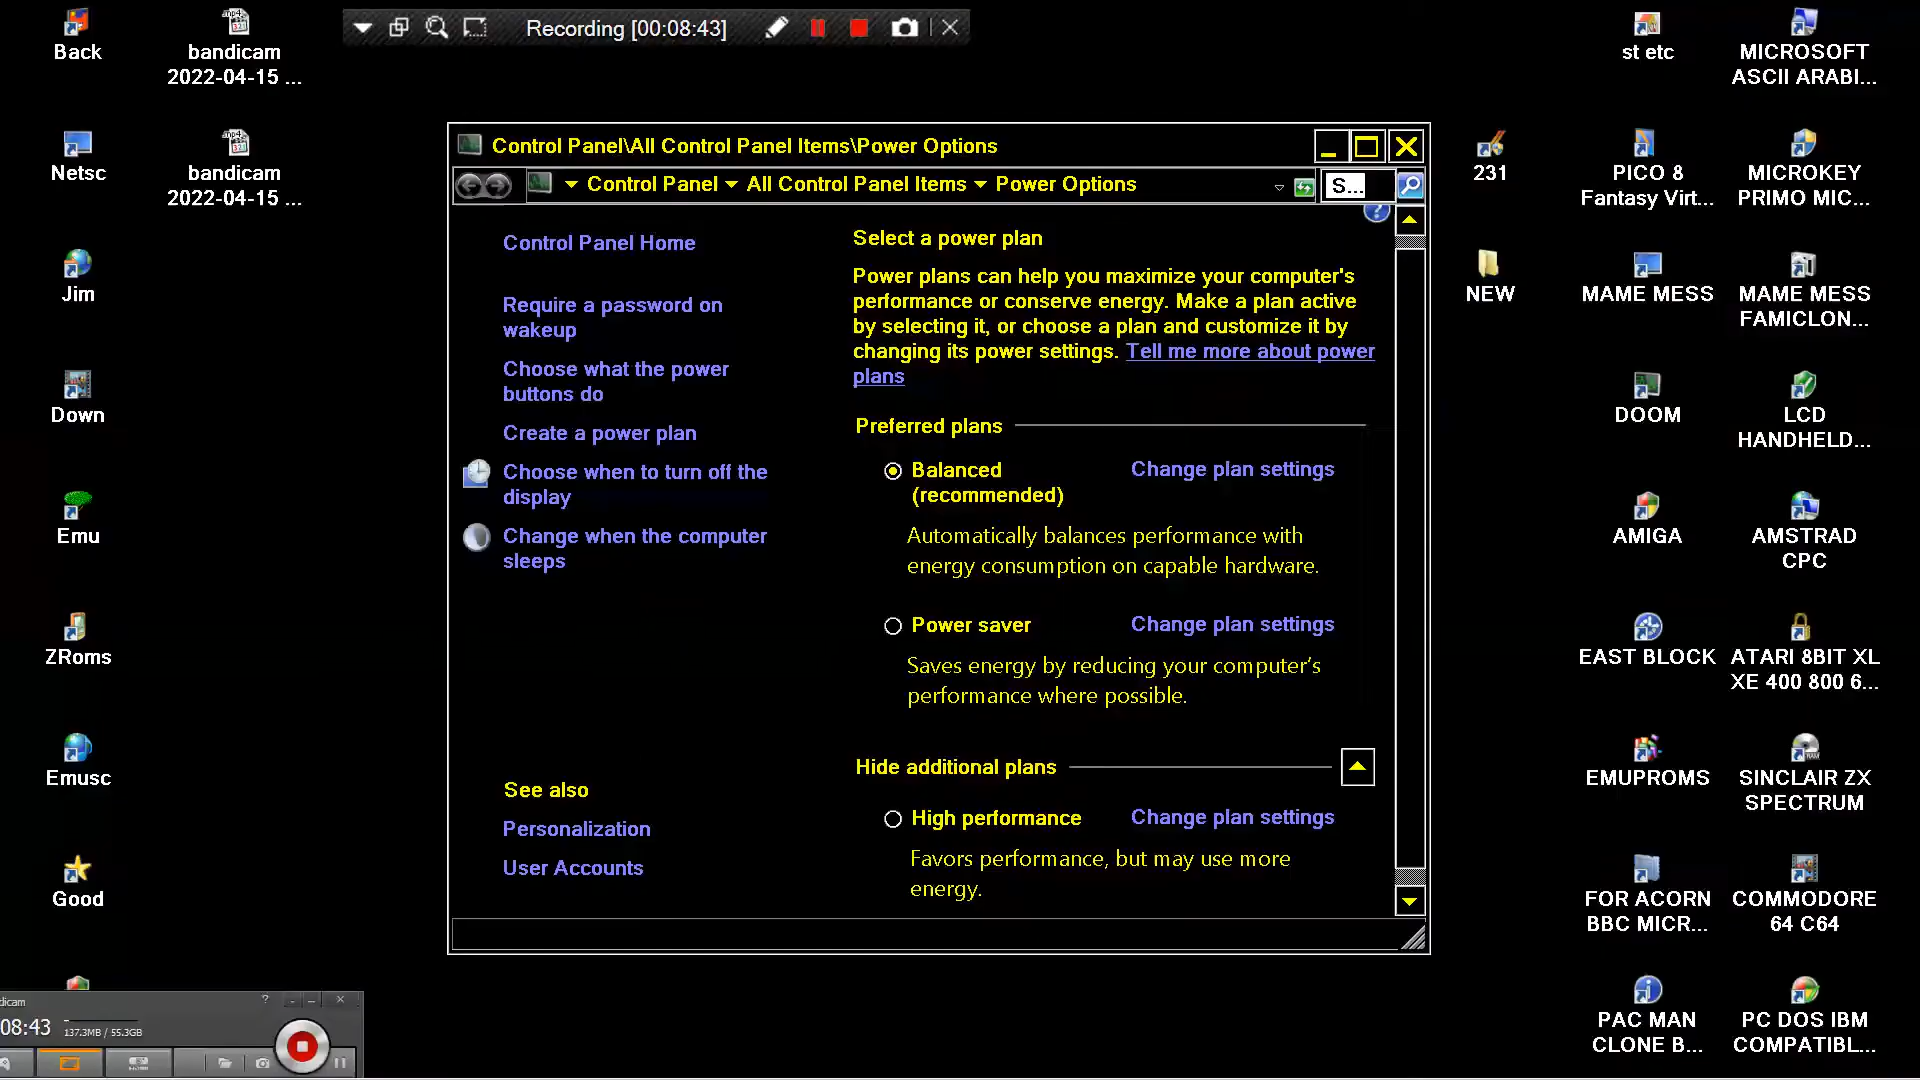 Recording [00:08:43]
Back
bandicam
2022-04-15 ...
Netsc
bandicam
2022-04-15 ...
Jim
Down
Emu
ZRoms
Emusc
Good
Control Panel\All Control Panel Items\Power Options
Control Panel All Control Panel Items Power Options
S...
Control Panel Home
Require a password on
wakeup
Choose what the power
buttons do
Create a power plan
Choose when to turn off the
display
Change when the computer
sleeps
See also
Personalization
User Accounts
Select a power plan
Power plans can help you maximize your computer's
performance or conserve energy. Make a plan active
by selecting it, or choose a plan and customize it by
changing its power settings. Tell me more about power
plans
Preferred plans
Balanced
(recommended)
Change plan settings
Automatically balances performance with
energy consumption on capable hardware.
Power saver
Change plan settings
Saves energy by reducing your computer's
performance where possible.
Hide additional plans
High performance
Change plan settings
Favors performance, but may use more
energy.
231
NEW
st etc
MICROSOFT
ASCII ARABI...
PICO 8
Fantasy Virt...
MICROKEY
PRIMO MIC...
MAME MESS
MAME MESS
FAMICLON...
DOOM
LCD
HANDHELD...
AMIGA
AMSTRAD
CPC
EAST BLOCK
ATARI 8BIT XL
XE 400 800 6...
EMUPROMS
SINCLAIR ZX
SPECTRUM
FOR ACORN
BBC MICR...
COMMODORE
64 C64
PAC MAN
CLONE B...
PC DOS IBM
COMPATIBL...
dicam
08:43
137.3MB / 55.3GB